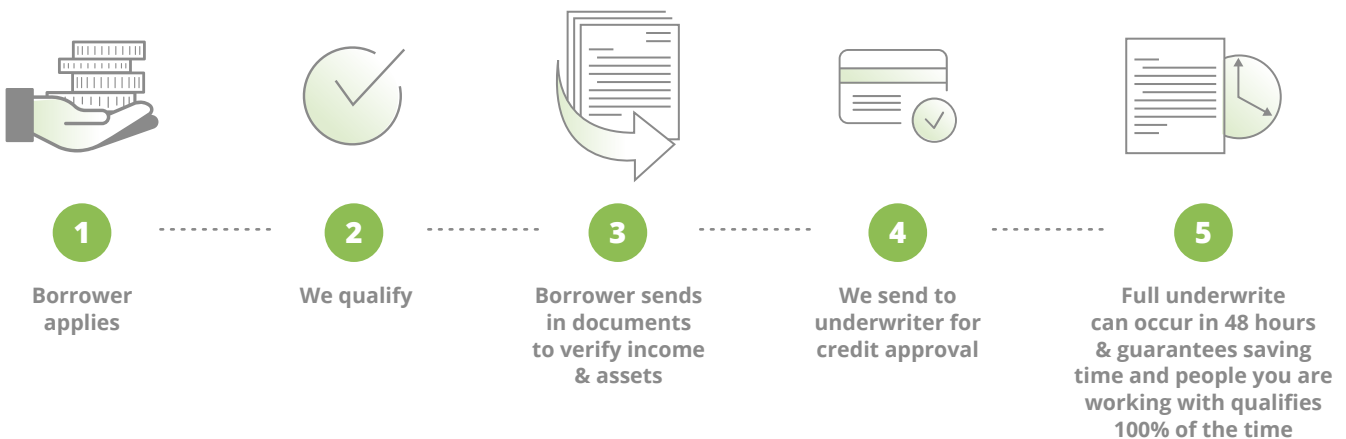 1
Borrower
applies
2
We qualify
3
Borrower sends
in documents
to verify income
& assets
4
We send to
underwriter for
credit approval
5
Full underwrite
can occur in 48 hours
& guarantees saving
time and people you are
working with qualifies
100% of the time